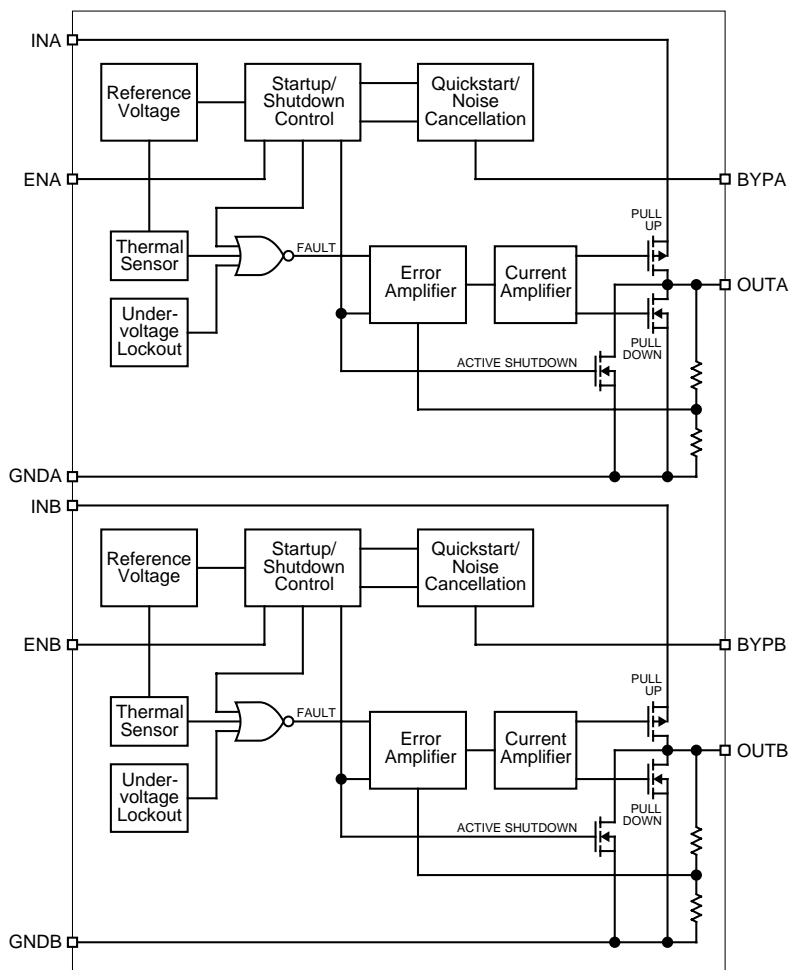 INA
Reference
Voltage
Startup/
Shutdown
Control
Quickstart/
Noise
Cancellation
ENA
BYPA
PULL
UP
Thermal
Sensor
FAULT
Error
Amplifier
Current
Amplifier
OUTA
Under-
voltage
Lockout
PULL
DOWN
ACTIVE SHUTDOWN
GNDA
INB
Reference
Voltage
Startup/
Shutdown
Control
Quickstart/
Noise
Cancellation
ENB
BYPB
PULL
UP
Thermal
Sensor
FAULT
Error
Amplifier
Current
Amplifier
OUTB
Under-
voltage
Lockout
PULL
DOWN
ACTIVE SHUTDOWN
GNDB